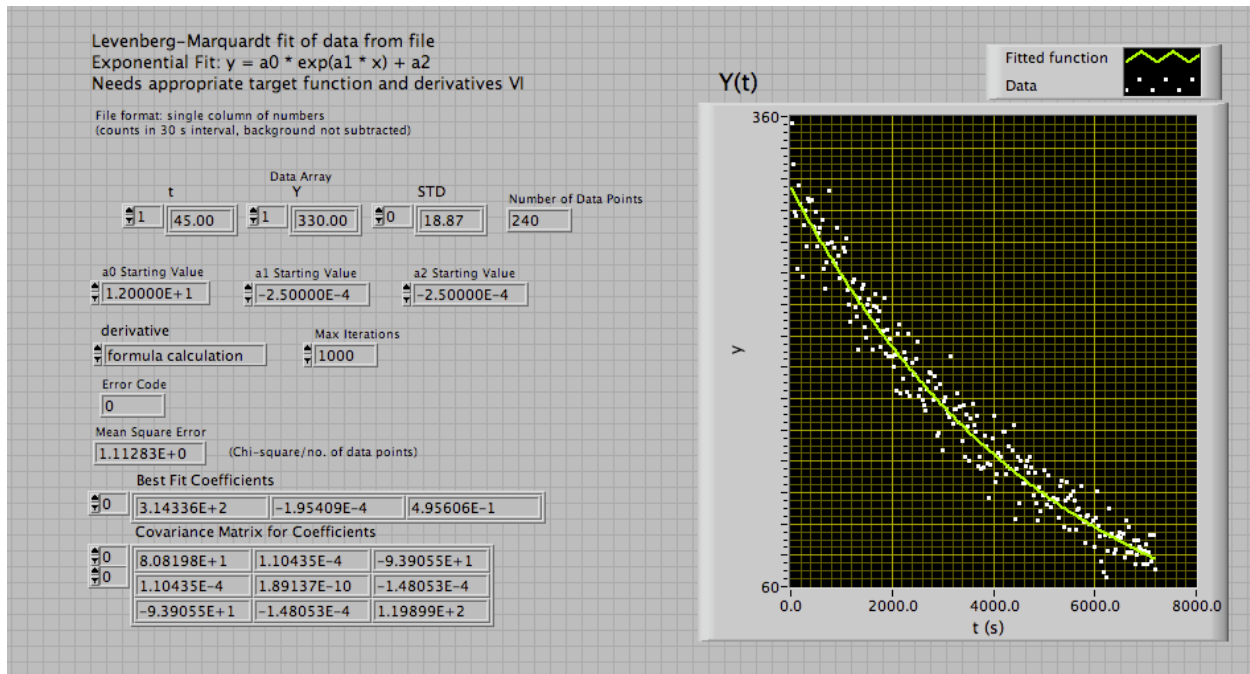 Levenberg-Marquardt fit of data from file
Exponential Fit: y = a0 * exp(a1 * x) + a2
Needs appropriate target function and derivatives VI
File format: single column of numbers
(counts in 30 s interval, background not subtracted)
Data Array
t Y STD Number of Data Points
1 45.00 1 330.00 0 18.87 240
a0 Starting Value a1 Starting Value a2 Starting Value
1.20000E+1 -2.50000E-4 -2.50000E-4
derivative Max Iterations
formula calculation 1000
Error Code
0
Mean Square Error
1.11283E+0 (Chi-square/no. of data points)
Best Fit Coefficients
0 3.14336E+2 -1.95409E-4 4.95606E-1
Covariance Matrix for Coefficients
0 8.08198E+1 1.10435E-4 -9.39055E+1
0 1.10435E-4 1.89137E-10 -1.48053E-4
-9.39055E+1 -1.48053E-4 1.19899E+2
Y(t)
Fitted function
Data
360
y
60
0.0 2000.0 4000.0 6000.0 8000.0
t (s)